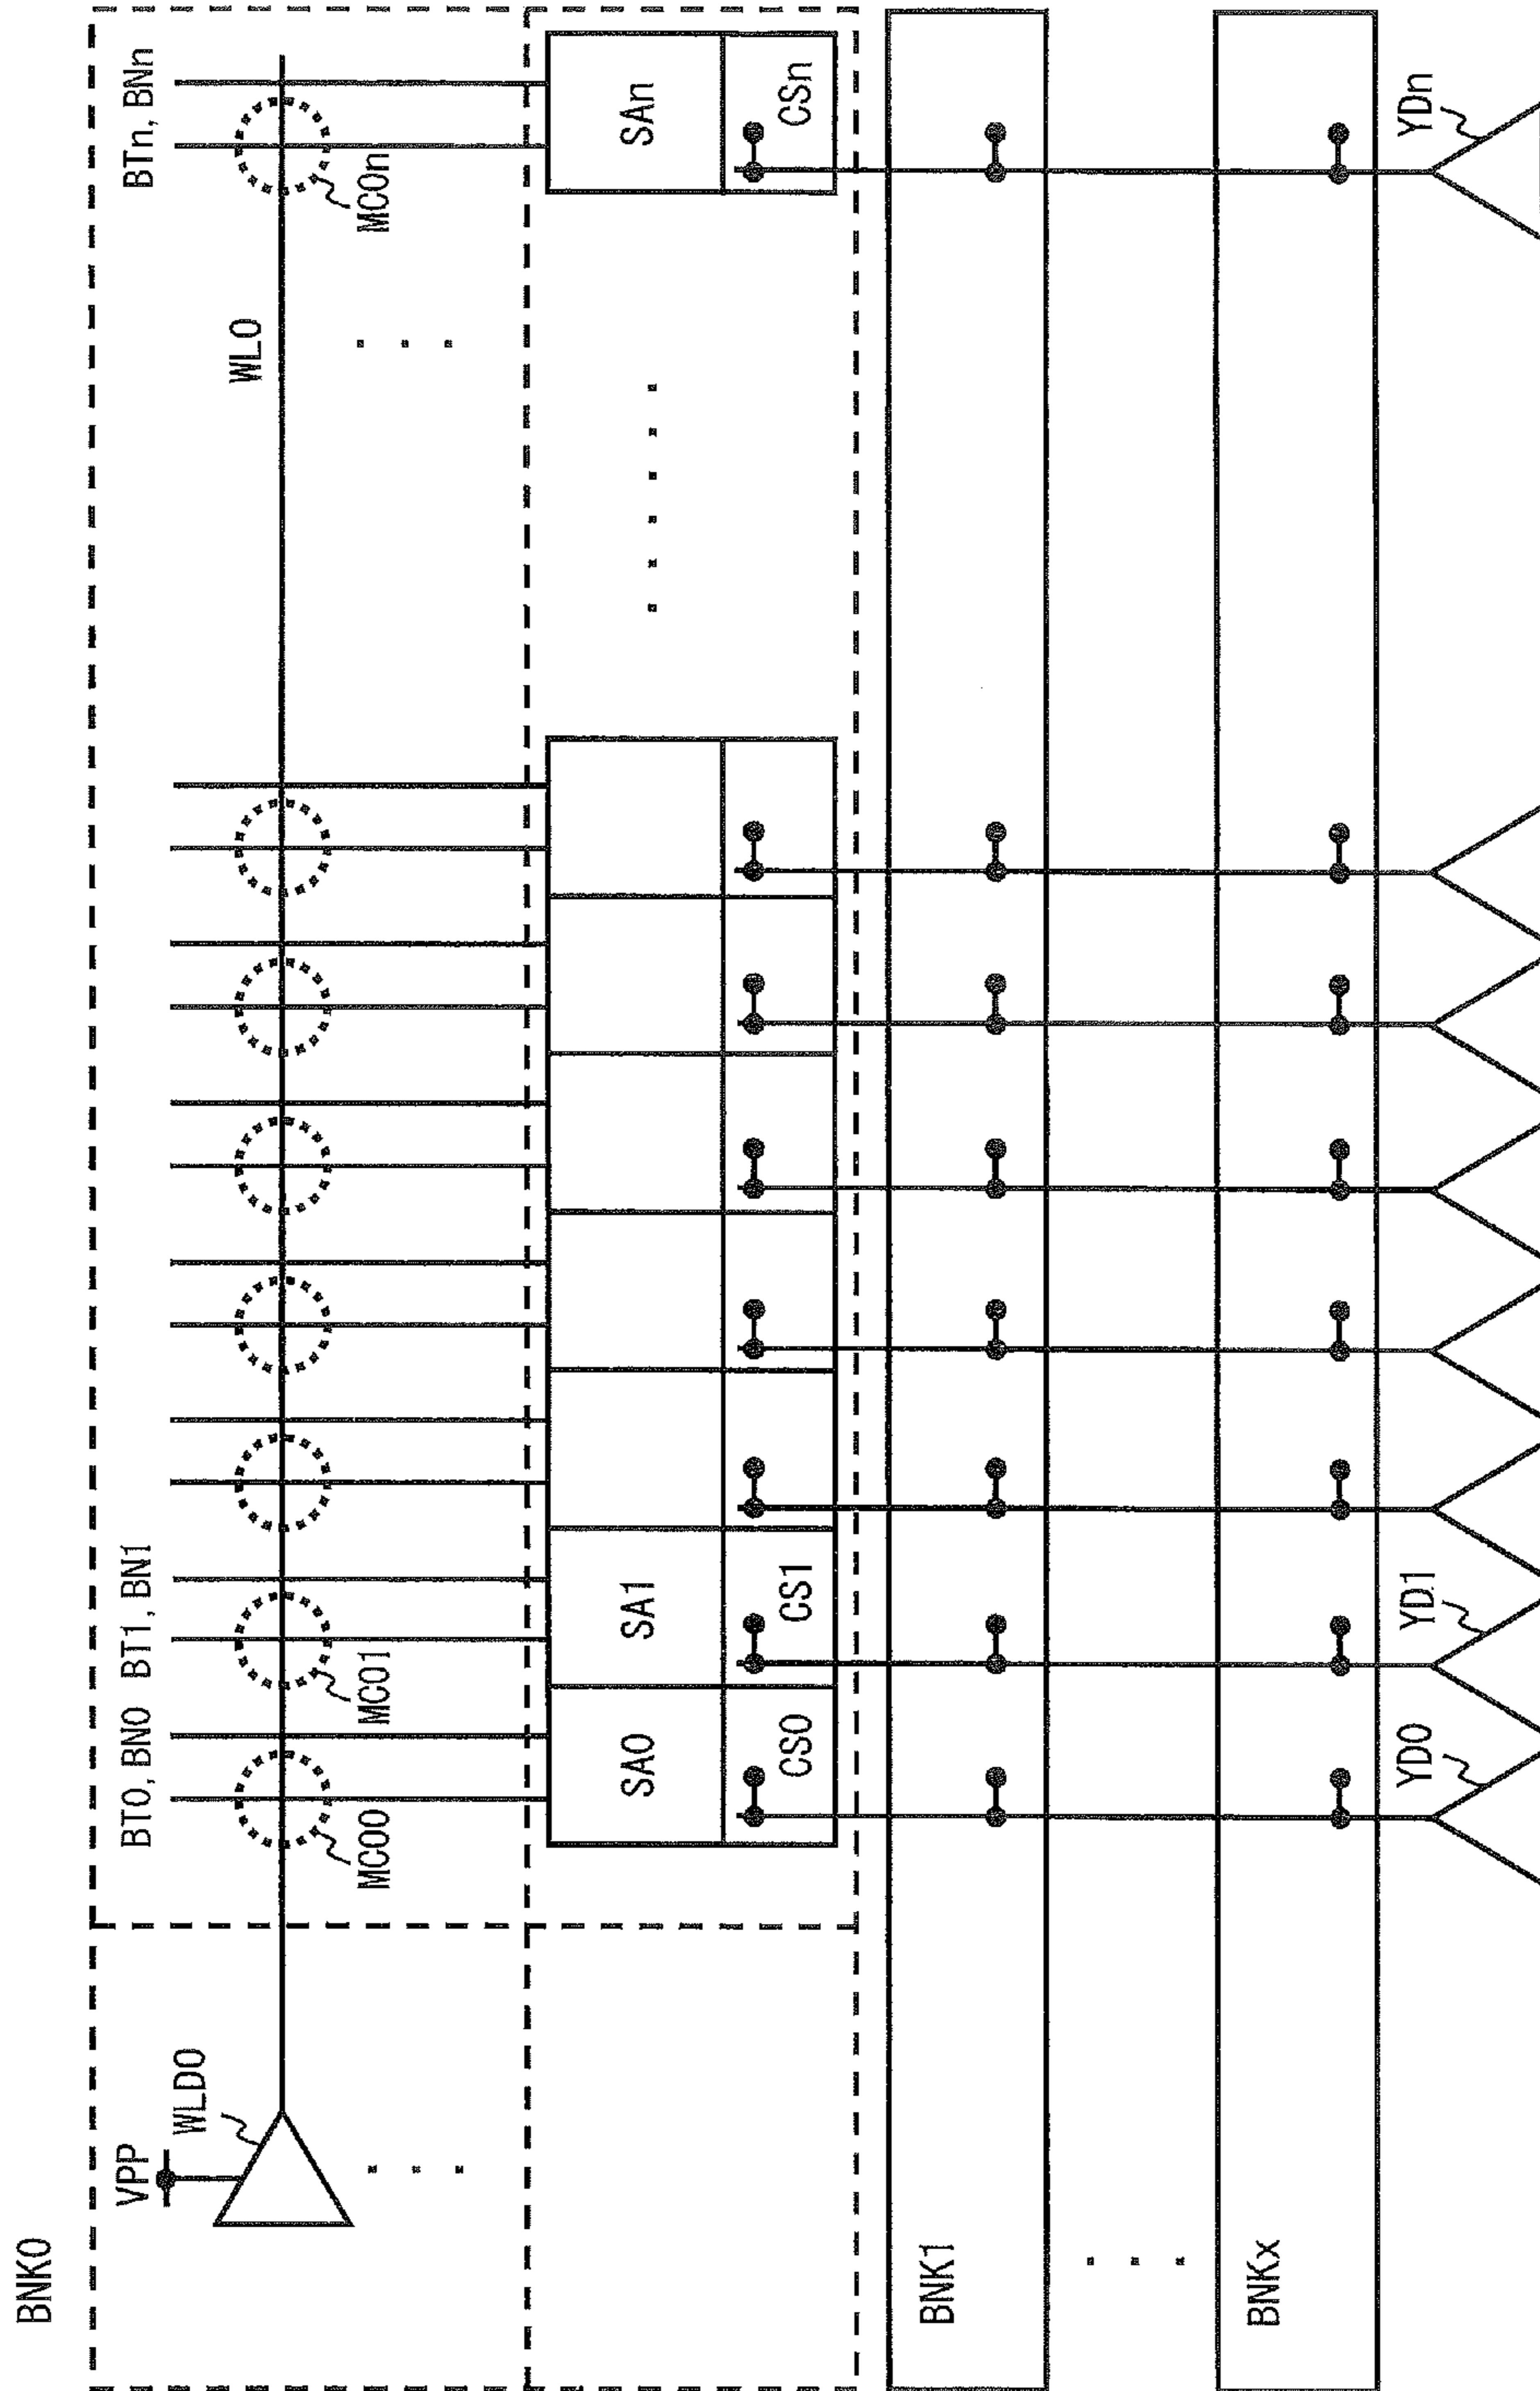 BNK0
VPP
WLD0
BT0, BN0 BT1, BN1
BTn, BNn
WL0
MC00
MC01
MC0n
SA0
SA1
SAn
CS0
CS1
CSn
BNK1
BNKx
YD0
YD1
YDn